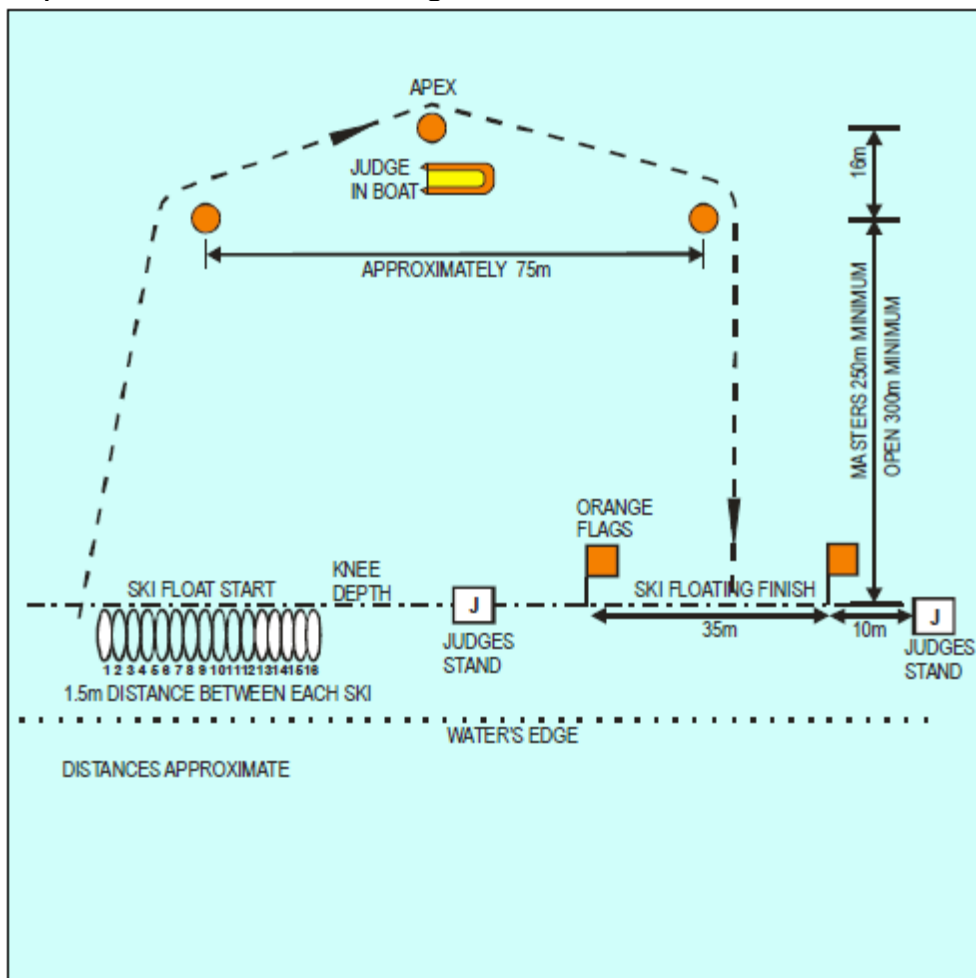 APEX
JUDGE
IN BOAT
16m
APPROXIMATELY 75m
MASTERS 250m MINIMUM
OPEN 300m MINIMUM
ORANGE
FLAGS
SKI FLOAT START
KNEE
DEPTH
SKI FLOATING FINISH
J
JUDGES
STAND
35m
10m
J
JUDGES
STAND
1 2 3 4 5 6 7 8 9 10 11 12 13 14 15 16
1.5m DISTANCE BETWEEN EACH SKI
WATER'S EDGE
DISTANCES APPROXIMATE